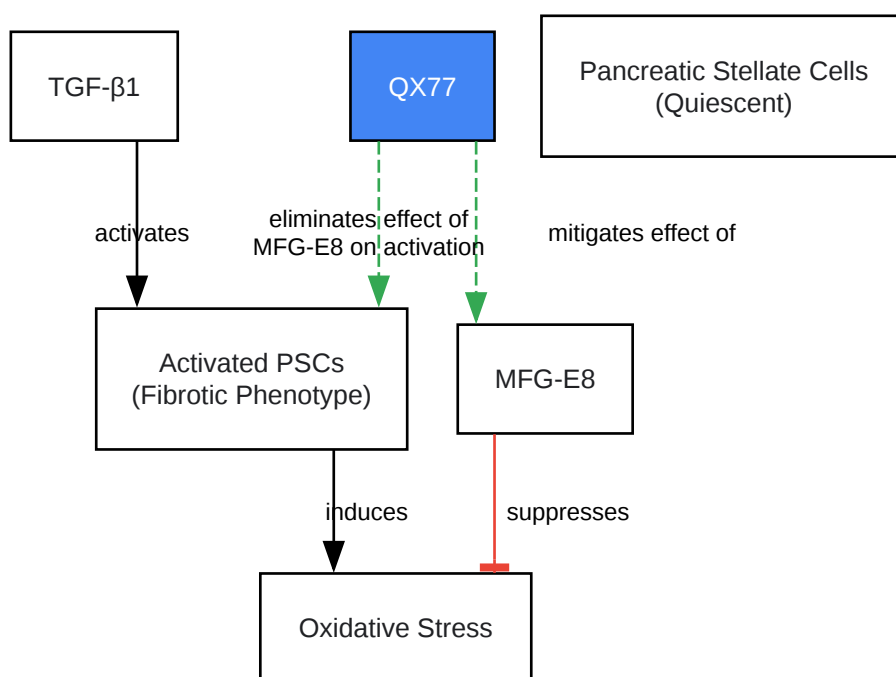 TGF-β1
QX77
Pancreatic Stellate Cells
(Quiescent)
activates
eliminates effect of
MFG-E8 on activation
mitigates effect of
Activated PSCs
(Fibrotic Phenotype)
MFG-E8
induces
suppresses
Oxidative Stress